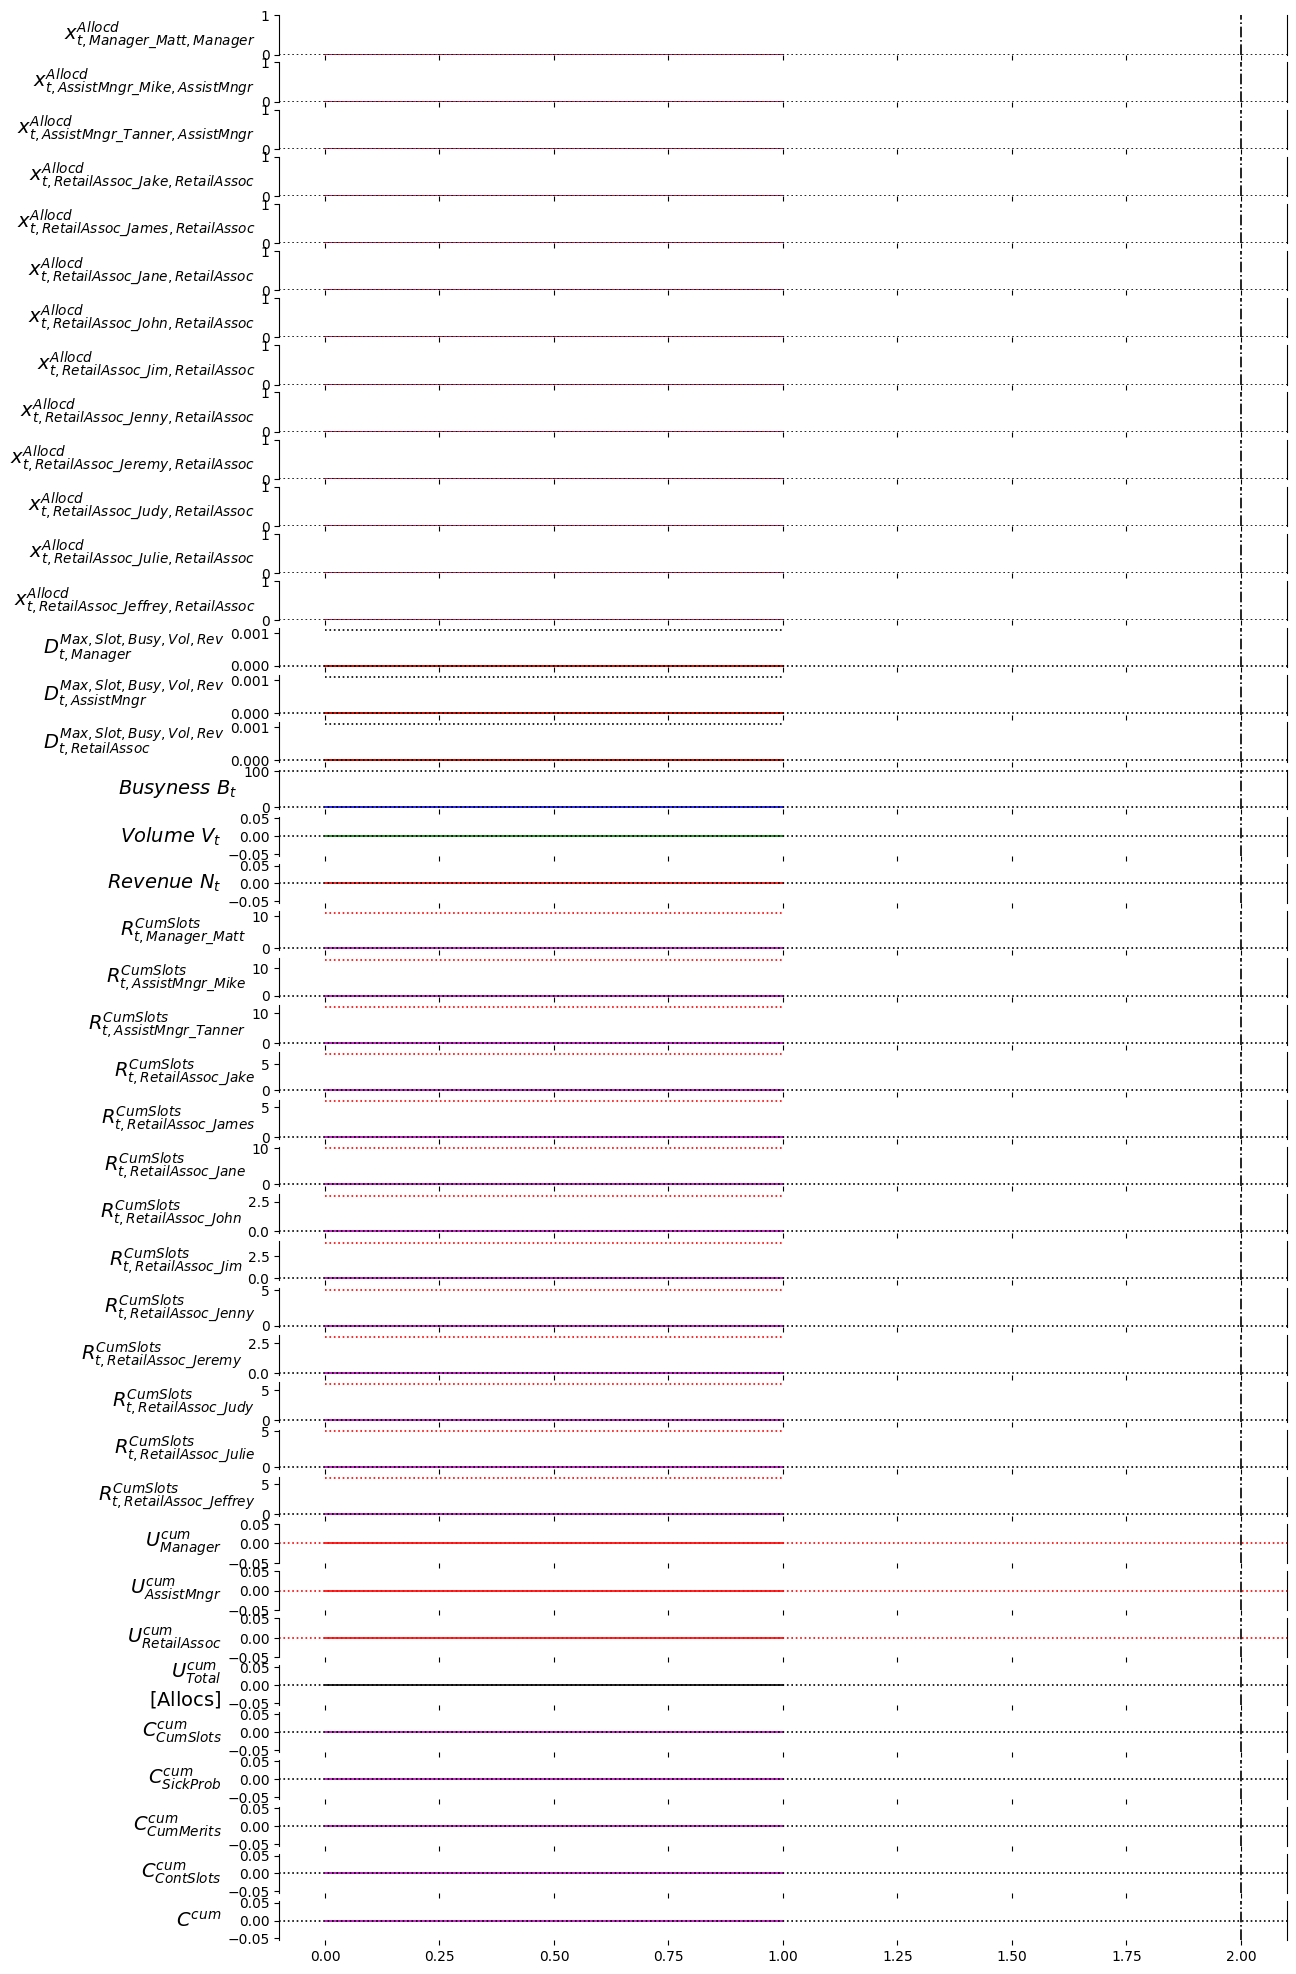 x^{Allocd}_{t,Manager_Matt,Manager} 1 0
x^{Allocd}_{t,AssistMngr_Mike,AssistMngr} 1 0
x^{Allocd}_{t,AssistMngr_Tanner,AssistMngr} 1 0
x^{Allocd}_{t,RetailAssoc_Jake,RetailAssoc} 1 0
x^{Allocd}_{t,RetailAssoc_James,RetailAssoc} 1 0
x^{Allocd}_{t,RetailAssoc_Jane,RetailAssoc} 1 0
x^{Allocd}_{t,RetailAssoc_John,RetailAssoc} 1 0
x^{Allocd}_{t,RetailAssoc_Jim,RetailAssoc} 1 0
x^{Allocd}_{t,RetailAssoc_Jenny,RetailAssoc} 1 0
x^{Allocd}_{t,RetailAssoc_Jeremy,RetailAssoc} 1 0
x^{Allocd}_{t,RetailAssoc_Judy,RetailAssoc} 1 0
x^{Allocd}_{t,RetailAssoc_Julie,RetailAssoc} 1 0
x^{Allocd}_{t,RetailAssoc_Jeffrey,RetailAssoc} 1 0
D^{Max,Slot,Busy,Vol,Rev}_{t,Manager} 0.001 0.000
D^{Max,Slot,Busy,Vol,Rev}_{t,AssistMngr} 0.001 0.000
D^{Max,Slot,Busy,Vol,Rev}_{t,RetailAssoc} 0.001 0.000
Busyness B_t 100 0
Volume V_t 0.05 0.00 −0.05
Revenue N_t 0.05 0.00 −0.05
R^{CumSlots}_{t,Manager_Matt} 10 0
R^{CumSlots}_{t,AssistMngr_Mike} 10 0
R^{CumSlots}_{t,AssistMngr_Tanner} 10 0
R^{CumSlots}_{t,RetailAssoc_Jake} 5 0
R^{CumSlots}_{t,RetailAssoc_James} 5 0
R^{CumSlots}_{t,RetailAssoc_Jane} 10 0
R^{CumSlots}_{t,RetailAssoc_John} 2.5 0.0
R^{CumSlots}_{t,RetailAssoc_Jim} 2.5 0.0
R^{CumSlots}_{t,RetailAssoc_Jenny} 5 0
R^{CumSlots}_{t,RetailAssoc_Jeremy} 2.5 0.0
R^{CumSlots}_{t,RetailAssoc_Judy} 5 0
R^{CumSlots}_{t,RetailAssoc_Julie} 5 0
R^{CumSlots}_{t,RetailAssoc_Jeffrey} 5 0
U^{cum}_{Manager} 0.05 0.00 −0.05
U^{cum}_{AssistMngr} 0.05 0.00 −0.05
U^{cum}_{RetailAssoc} 0.05 0.00 −0.05
U^{cum}_{Total} 0.05 0.00
[Allocs] −0.05
C^{cum}_{CumSlots} 0.05 0.00 −0.05
C^{cum}_{SickProb} 0.05 0.00 −0.05
C^{cum}_{CumMerits} 0.05 0.00 −0.05
C^{cum}_{ContSlots} 0.05 0.00 −0.05
C^{cum} 0.05 0.00 −0.05
0.00 0.25 0.50 0.75 1.00 1.25 1.50 1.75 2.00